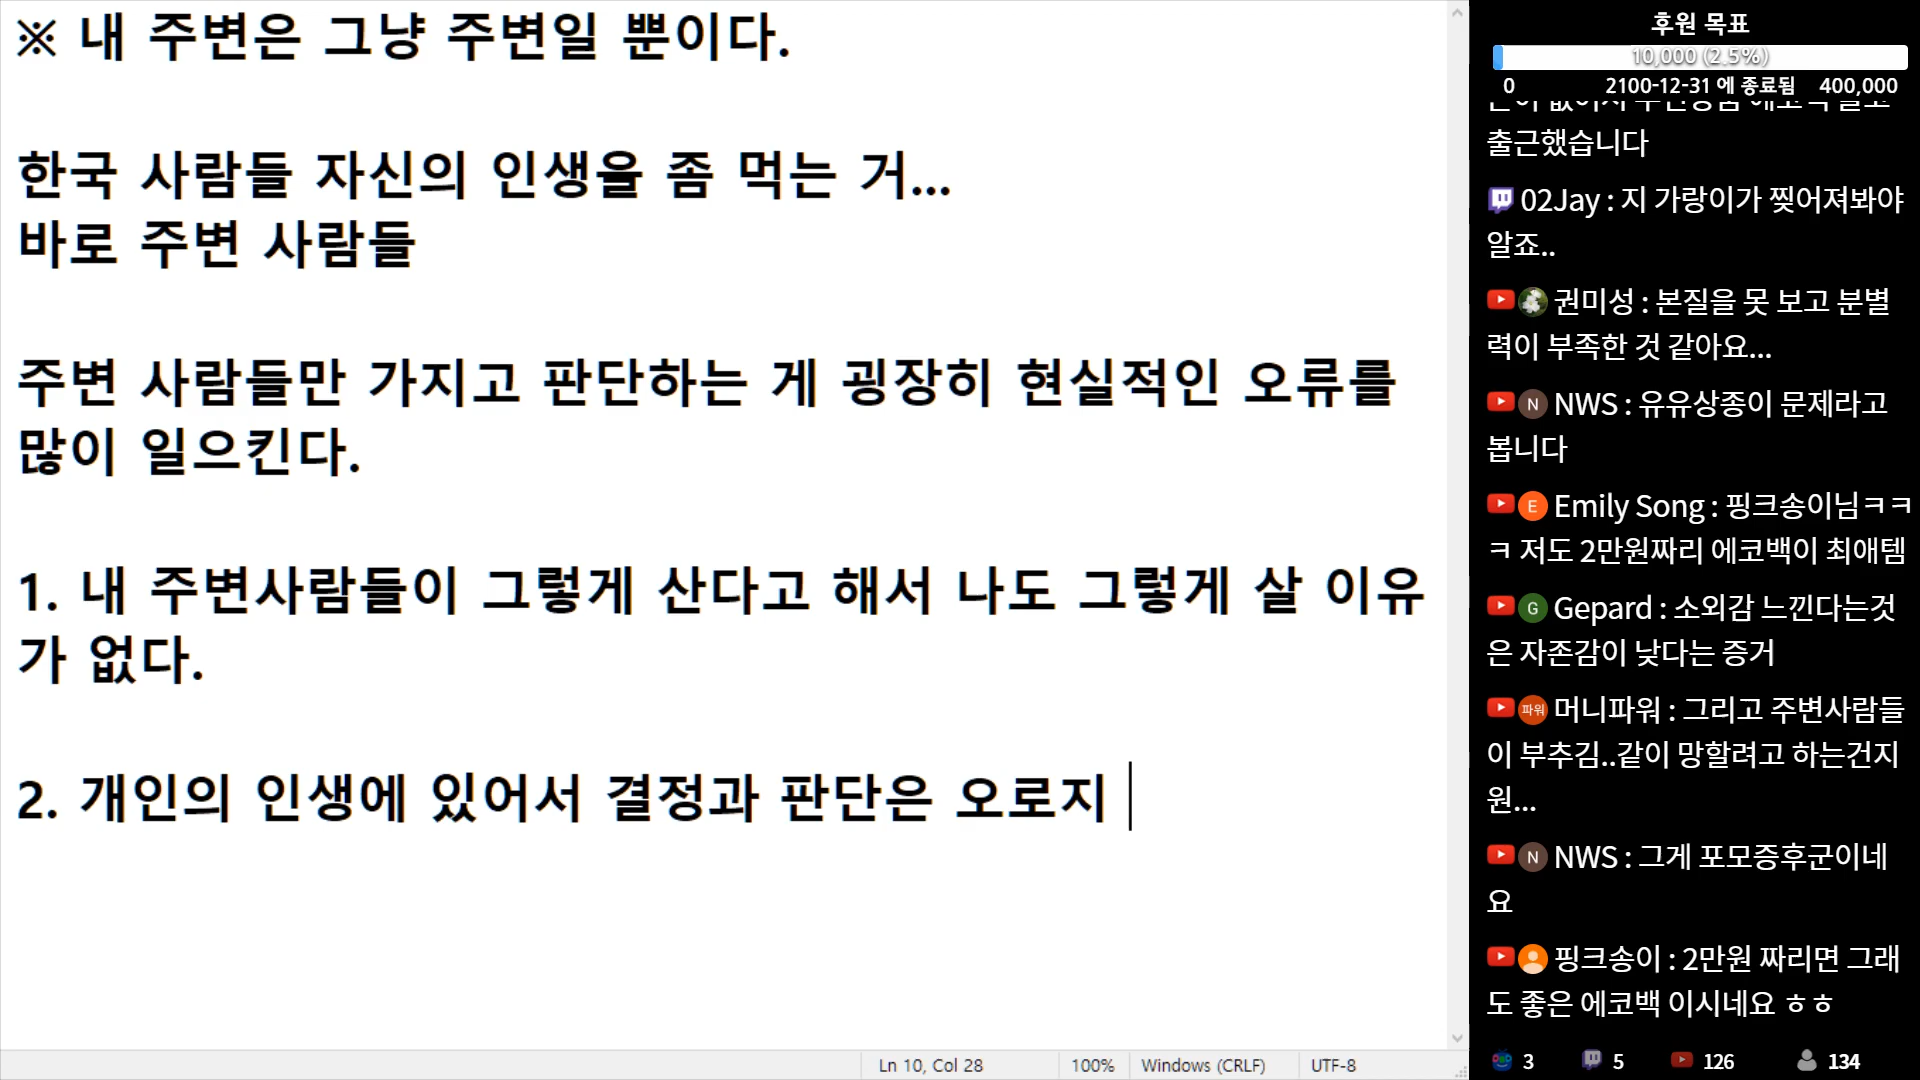 ※ 내 주변은 그냥 주변일 뿐이다.
한국 사람들 자신의 인생을 좀 먹는 거...
바로 주변 사람들
주변 사람들만 가지고 판단하는 게 굉장히 현실적인 오류를
많이 일으킨다.
1. 내 주변사람들이 그렇게 산다고 해서 나도 그렇게 살 이유
가 없다.
2. 개인의 인생에 있어서 결정과 판단은 오로지
Ln 10, Col 28
100%
Windows (CRLF)
UTF-8
후원 목표
10,000 (2.5%)
0 2100-12-31 에 종료됨 400,000
출근했습니다
02Jay : 지 가랑이가 찢어져봐야
알죠..
권미성 : 본질을 못 보고 분별
력이 부족한 것 같아요...
N NWS : 유유상종이 문제라고
봅니다
E Emily Song : 핑크송이님ㅋㅋ
ㅋ 저도 2만원짜리 에코백이 최애템
G Gepard : 소외감 느낀다는것
은 자존감이 낮다는 증거
파워 머니파워 : 그리고 주변사람들
이 부추김..같이 망할려고 하는건지
원...
N NWS : 그게 포모증후군이네
요
핑크송이 : 2만원 짜리면 그래
도 좋은 에코백 이시네요 ㅎㅎ
3 5 126 134